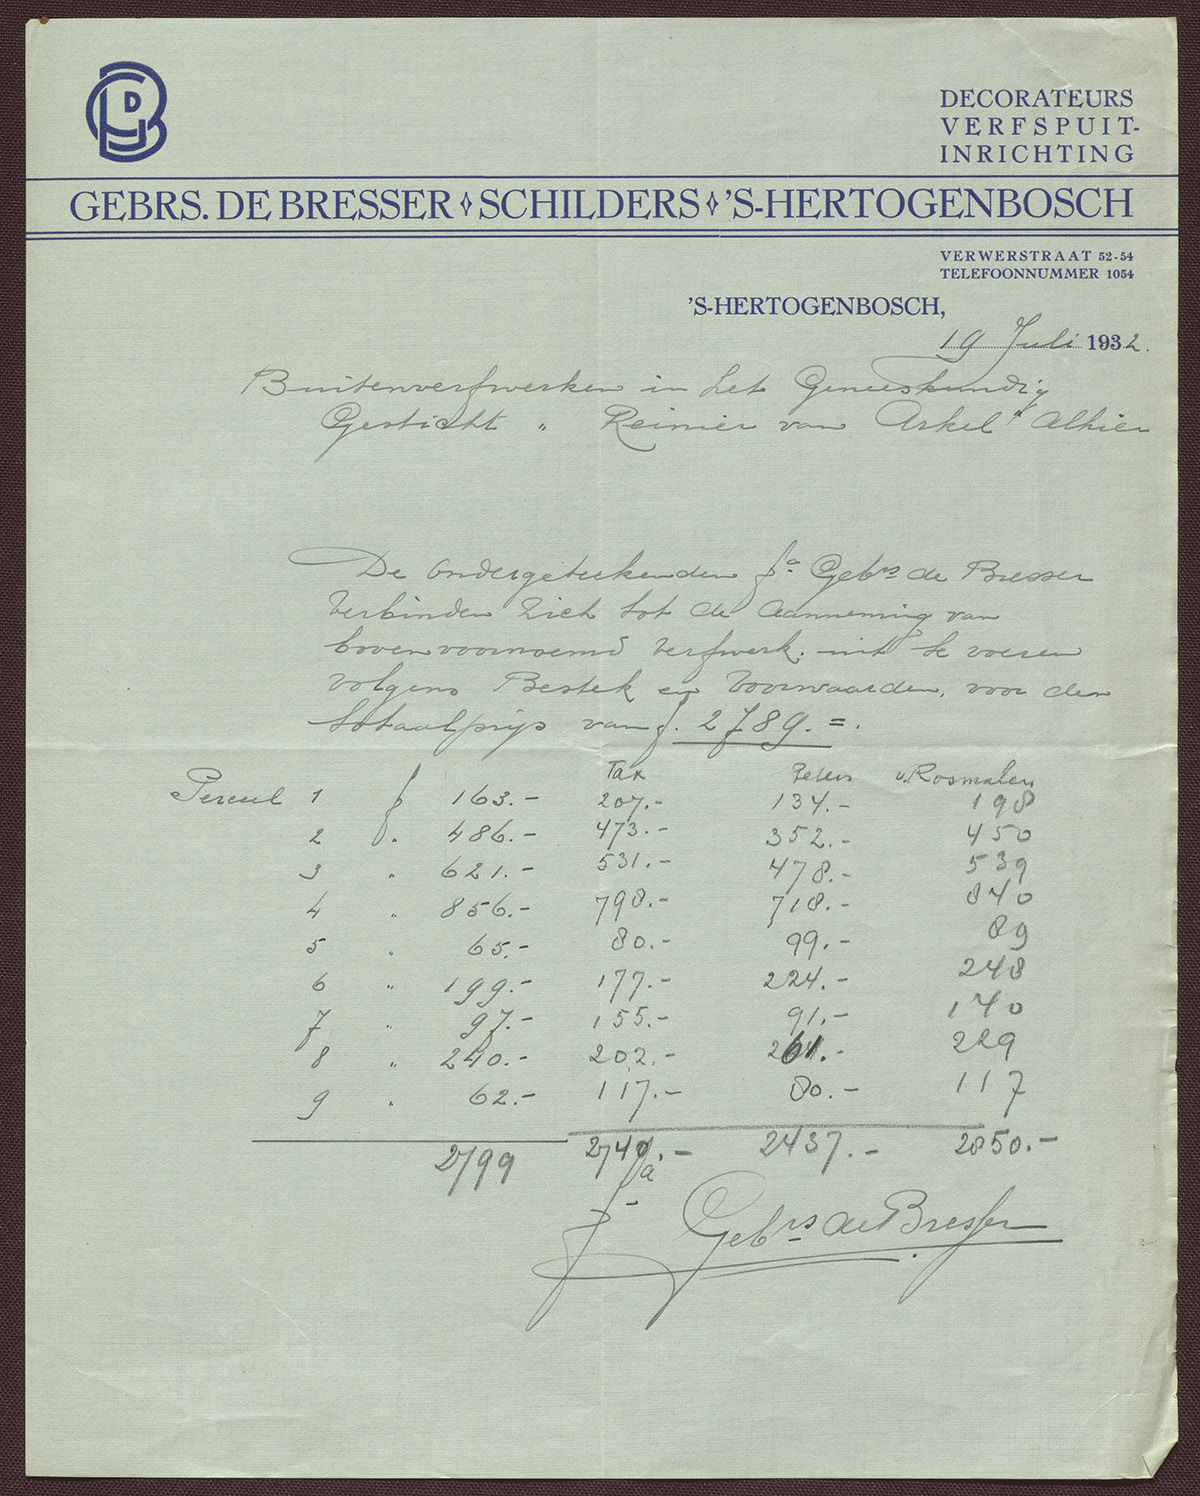 GDB
DECORATEURS
VERFSPUIT-
INRICHTING
GEBRS. DE BRESSER ◊ SCHILDERS ◊ 'S-HERTOGENBOSCH
VERWERSTRAAT 52-54
TELEFOONNUMMER 1054
'S-HERTOGENBOSCH,
19 Juli 1932.
Buitenverfwerken in het Geneeskundig
Gesticht „ Reinier van Arkel" Alhier
De Ondergeteekenden fa Gebrs de Bresser
verbinden zich tot de Aanneming van
bovenvoornoemd verfwerk. uit te voeren
volgens Bestek en Voorwaarden, voor den
totaalprijs van f. 2789.=.
Tax Peters v. Rosmalen
Perceel 1 f 163.- 207.- 134.- 198
2 „ 486.- 473.- 352.- 450
3 „ 621.- 531.- 478.- 539
4 „ 856.- 798.- 718.- 840
5 „ 65.- 80.- 99.- 89
6 „ 199.- 177.- 224.- 248
7 „ 97.- 155.- 91.- 140
8 „ 240.- 202.- 261.- 229
9 „ 62.- 117.- 80.- 117
2799 2740.- 2437.- 2850.-
fa Gebrs de Bresser